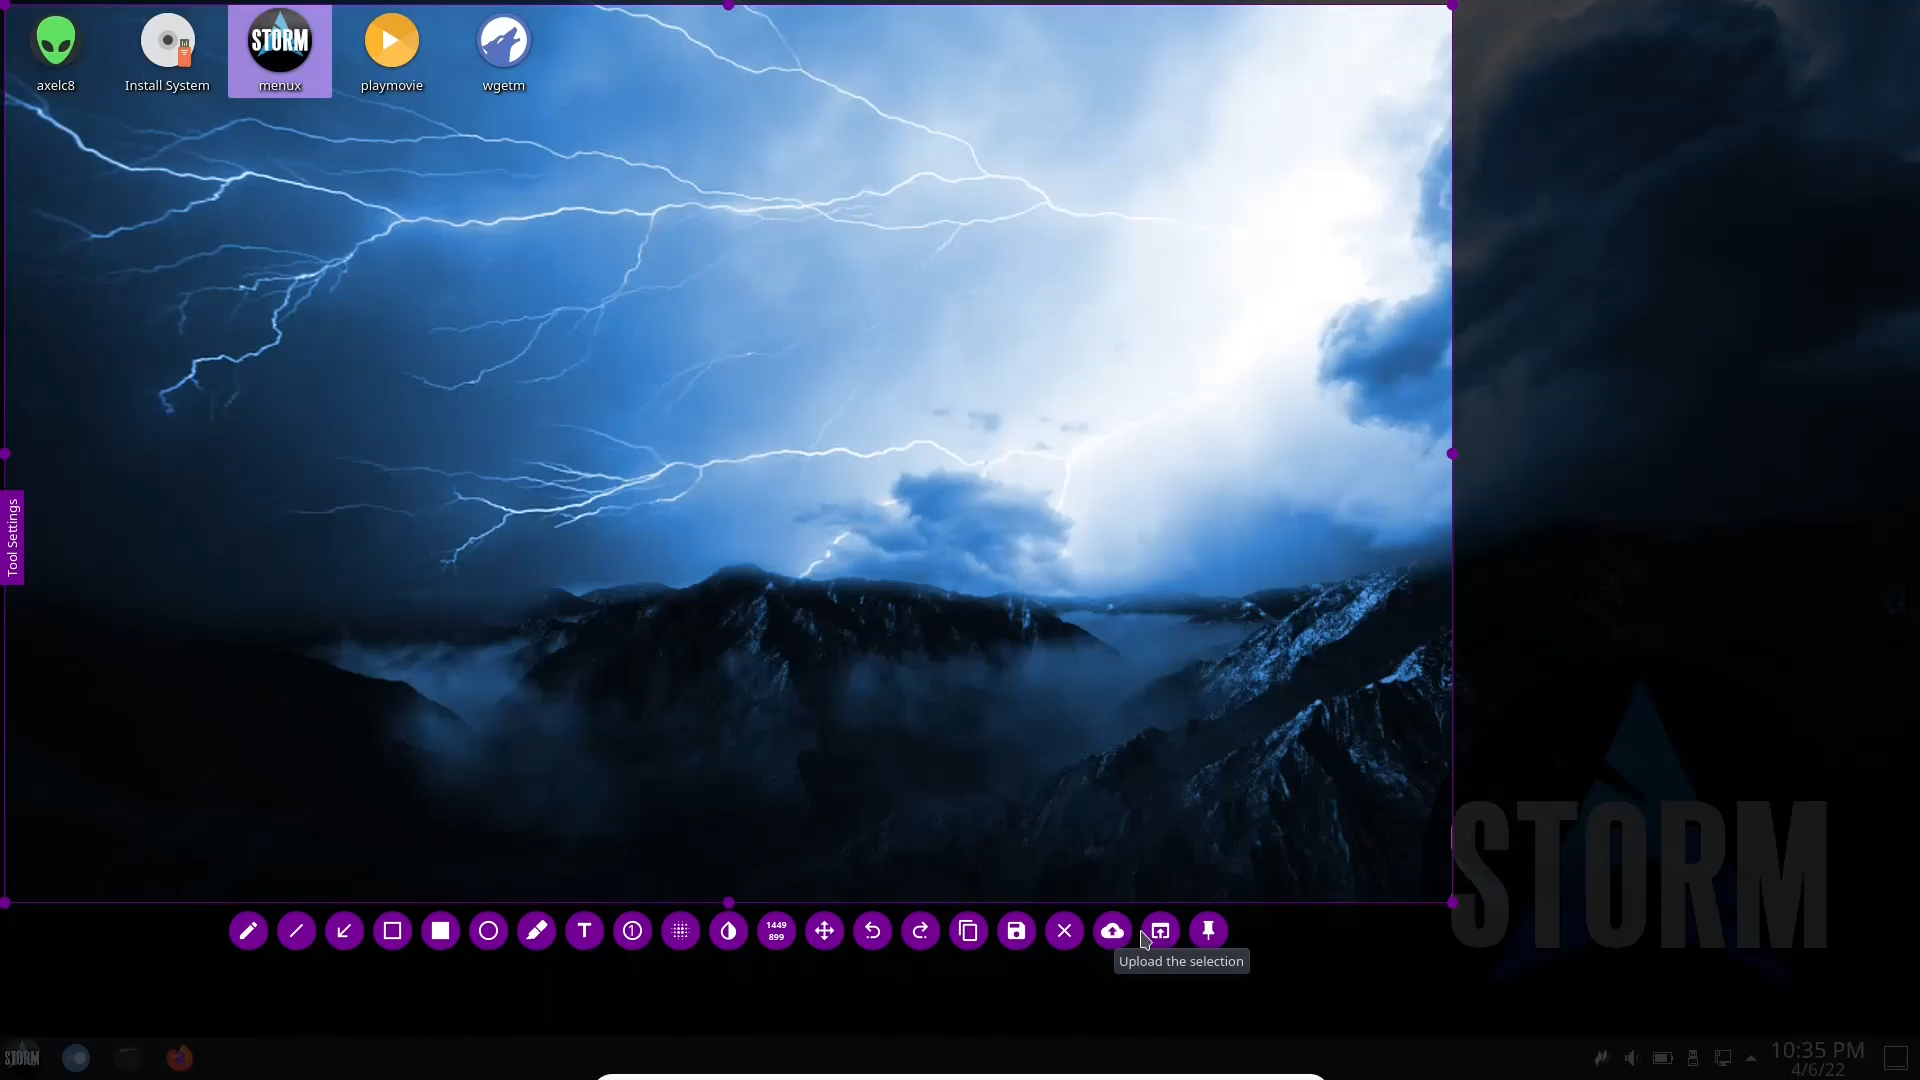 STORM
axelc8
Install System
menux
playmovie
wgetm
Tool Settings
STORM
T
1
1449
899
Upload the selection
STORM
10:35 PM
4/6/22